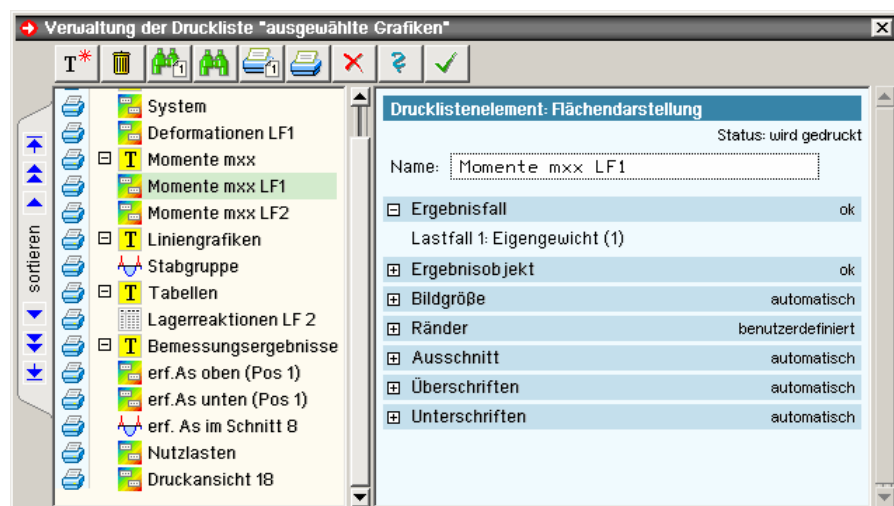 Verwaltung der Druckliste "ausgewählte Grafiken"
T* 1 1
sortieren
System
Deformationen LF1
T Momente mxx
Momente mxx LF1
Momente mxx LF2
T Liniengrafiken
Stabgruppe
T Tabellen
Lagerreaktionen LF 2
T Bemessungsergebnisse
erf.As oben (Pos 1)
erf.As unten (Pos 1)
erf. As im Schnitt 8
Nutzlasten
Druckansicht 18
Drucklistenelement: Flächendarstellung
Status: wird gedruckt
Name: Momente mxx LF1
Ergebnisfall ok
Lastfall 1: Eigengewicht (1)
Ergebnisobjekt ok
Bildgröße automatisch
Ränder benutzerdefiniert
Ausschnitt automatisch
Überschriften automatisch
Unterschriften automatisch